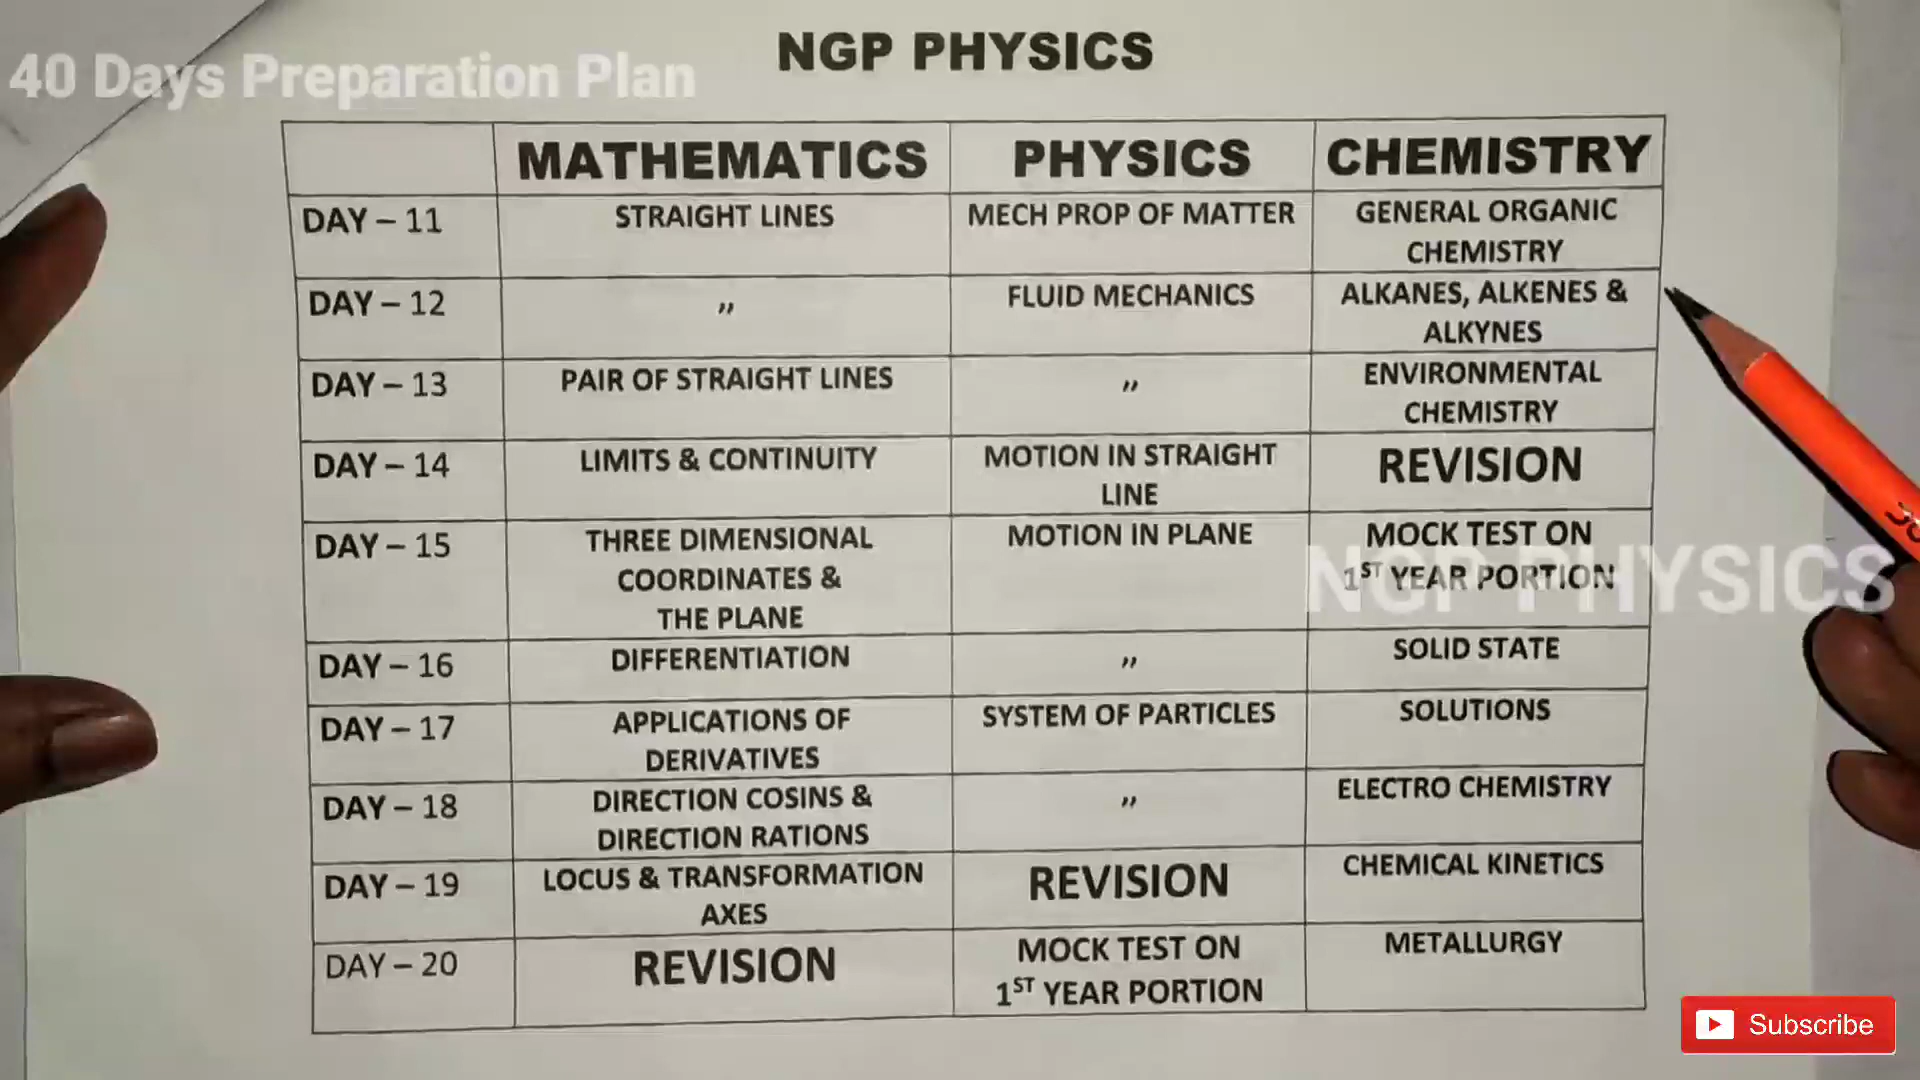 40 Days Preparation Plan
NGP PHYSICS
MATHEMATICS PHYSICS CHEMISTRY
DAY – 11 STRAIGHT LINES MECH PROP OF MATTER GENERAL ORGANIC
CHEMISTRY
DAY – 12 ,, FLUID MECHANICS ALKANES, ALKENES &
ALKYNES
DAY – 13 PAIR OF STRAIGHT LINES ,, ENVIRONMENTAL
CHEMISTRY
DAY – 14 LIMITS & CONTINUITY MOTION IN STRAIGHT REVISION
LINE
DAY – 15 THREE DIMENSIONAL MOTION IN PLANE MOCK TEST ON
COORDINATES & 1ST YEAR PORTION
THE PLANE
NGP PHYSICS
DAY – 16 DIFFERENTIATION ,, SOLID STATE
DAY – 17 APPLICATIONS OF SYSTEM OF PARTICLES SOLUTIONS
DERIVATIVES
DAY – 18 DIRECTION COSINS & ,, ELECTRO CHEMISTRY
DIRECTION RATIONS
DAY – 19 LOCUS & TRANSFORMATION REVISION CHEMICAL KINETICS
AXES
DAY – 20 REVISION MOCK TEST ON METALLURGY
1ST YEAR PORTION
Subscribe